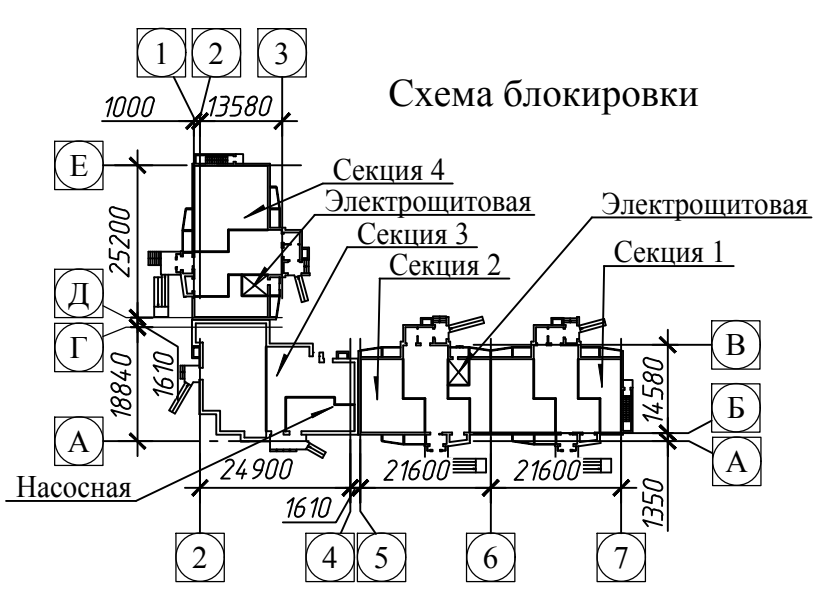 1 2 3
Схема блокировки
1000 13580
Е
Секция 4
Электрощитовая
Электрощитовая
Секция 3
Секция 2
Секция 1
25200
Д
Г
В
1610
18840
14580
Б
А
А
24900
21600
21600
Насосная
1610
1350
2 4 5 6 7